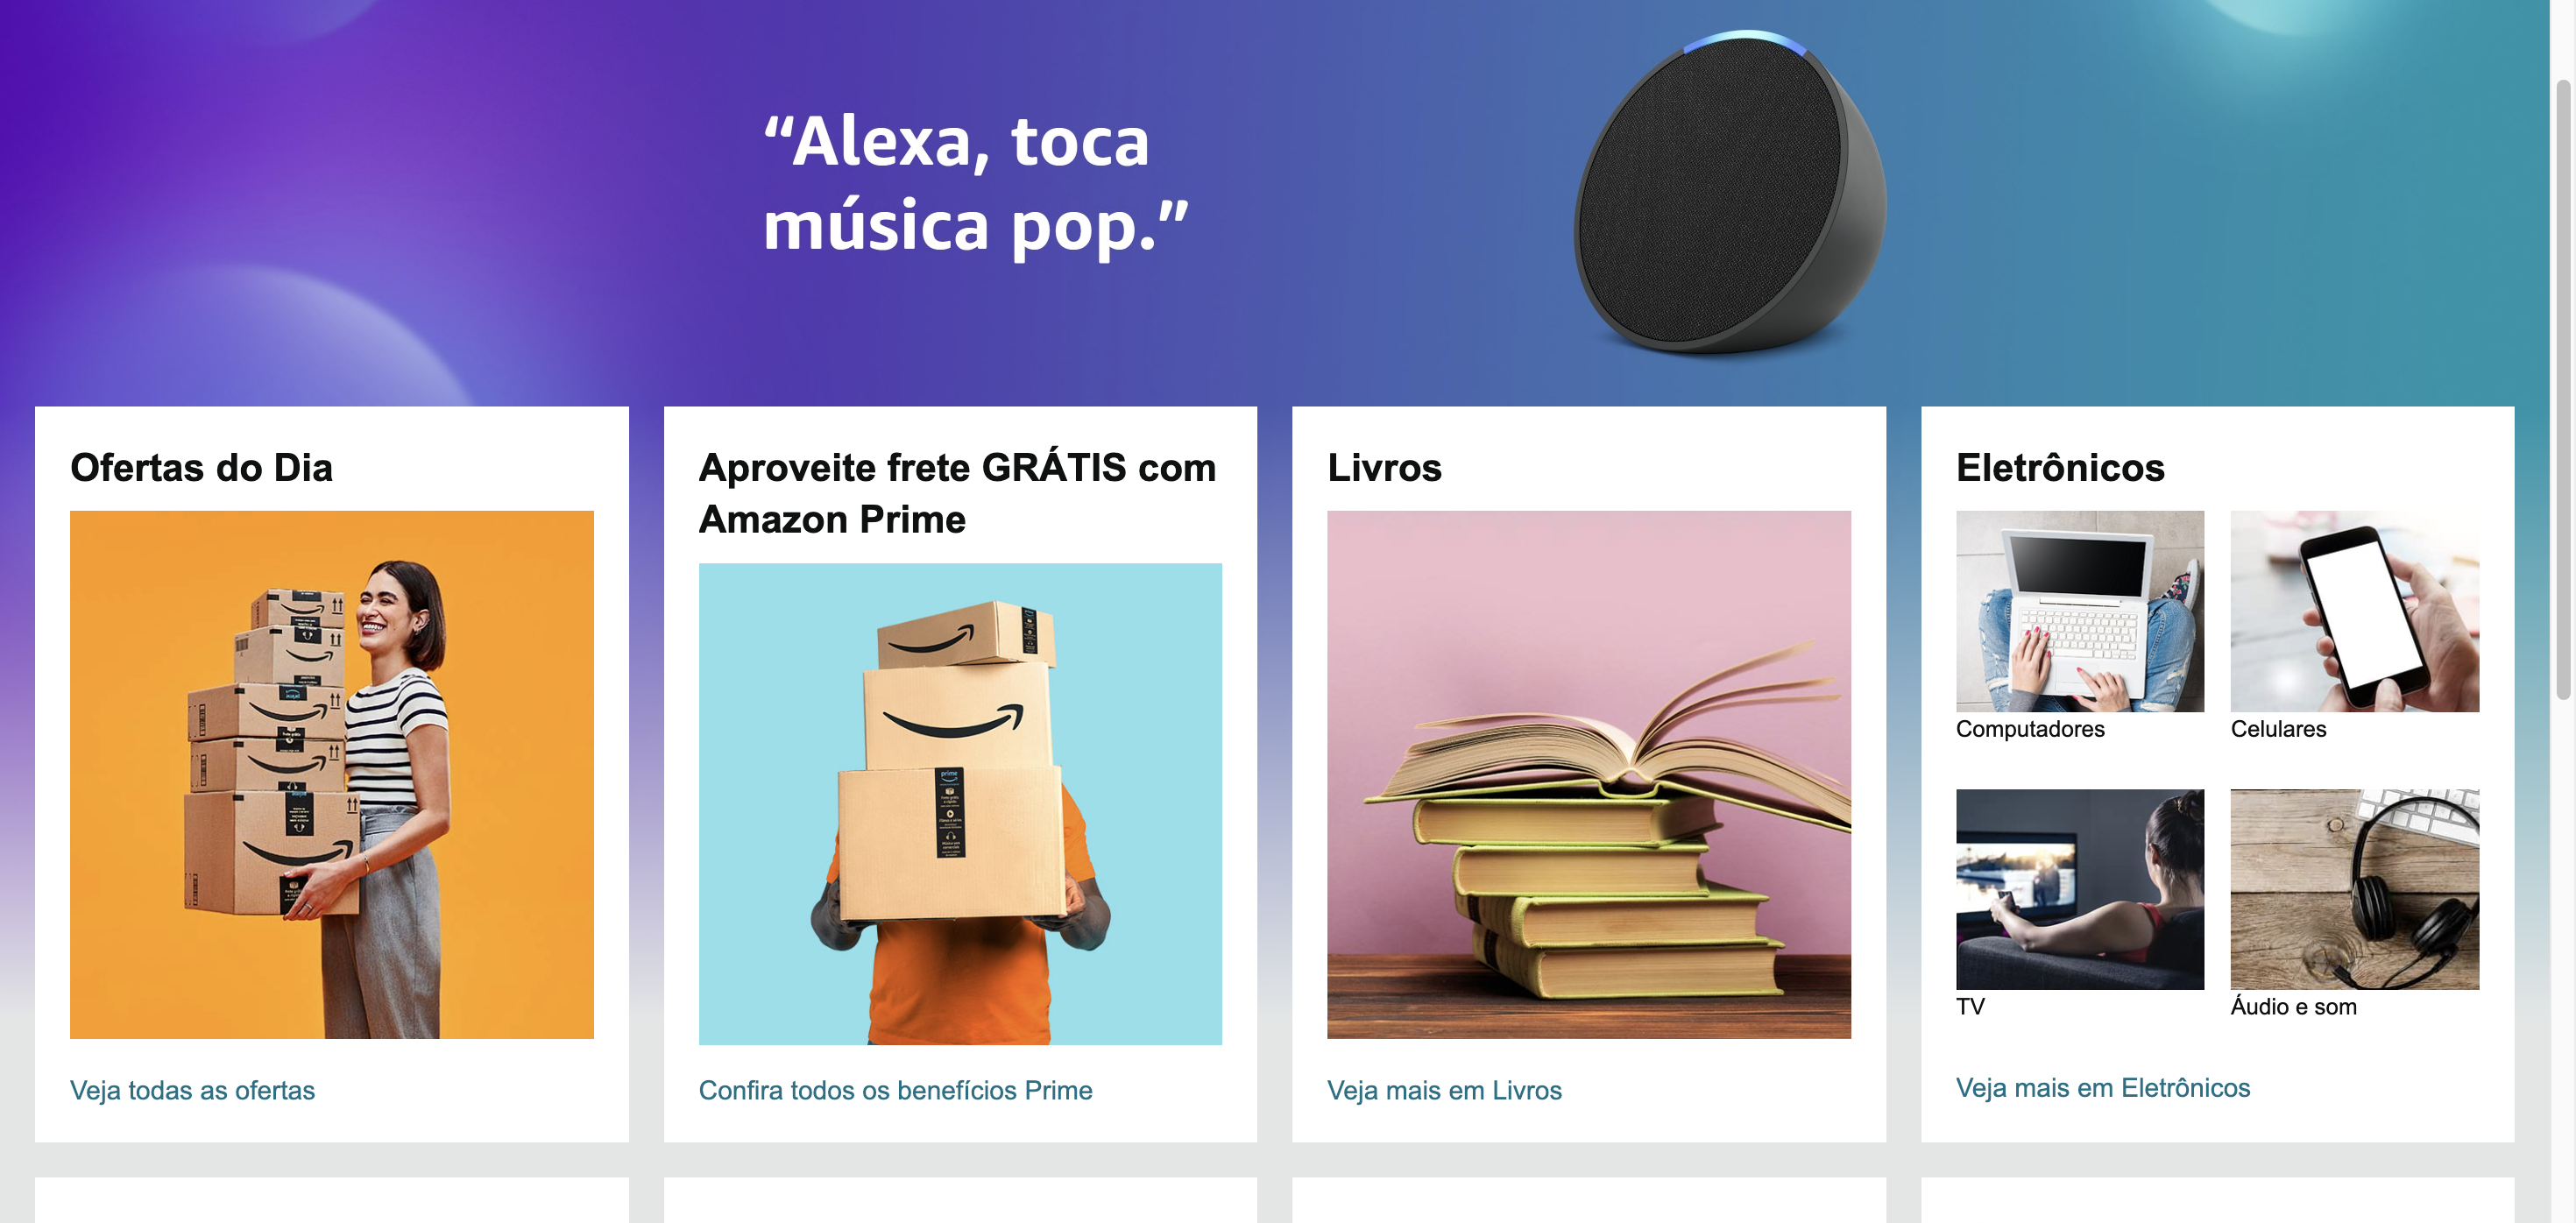 “Alexa, toca
música pop.”
Ofertas do Dia
Veja todas as ofertas
Aproveite frete GRÁTIS com
Amazon Prime
prime
Confira todos os benefícios Prime
Livros
Veja mais em Livros
Eletrônicos
Computadores
Celulares
TV
Áudio e som
Veja mais em Eletrônicos